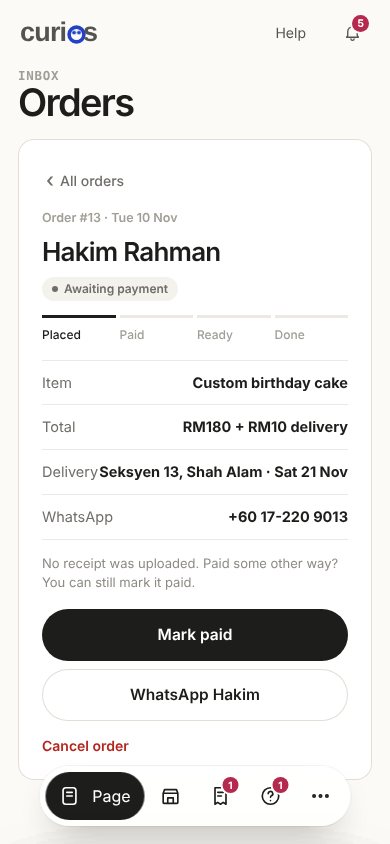 curios
Help
5
INBOX
Orders
All orders
Order #13 · Tue 10 Nov
Hakim Rahman
Awaiting payment
Placed Paid Ready Done
Item Custom birthday cake
Total RM180 + RM10 delivery
Delivery Seksyen 13, Shah Alam · Sat 21 Nov
WhatsApp +60 17-220 9013
No receipt was uploaded. Paid some other way?
You can still mark it paid.
Mark paid
WhatsApp Hakim
Cancel order
Page 1 1